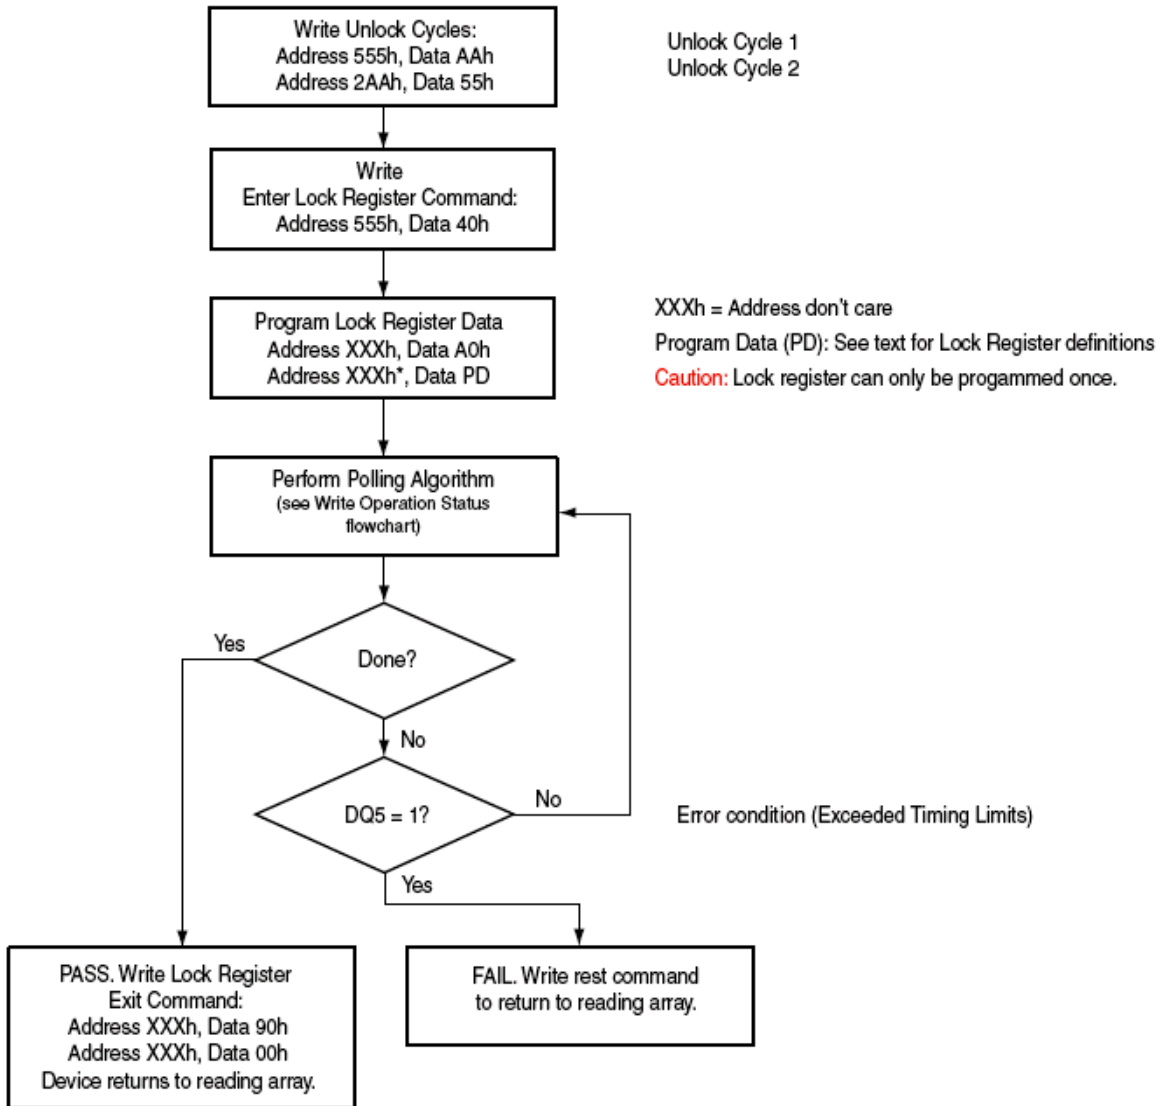 Write Unlock Cycles:
Address 555h, Data AAh
Address 2AAh, Data 55h
Unlock Cycle 1
Unlock Cycle 2
Write
Enter Lock Register Command:
Address 555h, Data 40h
Program Lock Register Data
Address XXXh, Data A0h
Address XXXh*, Data PD
XXXh = Address don't care
Program Data (PD): See text for Lock Register definitions
Caution: Lock register can only be progammed once.
Perform Polling Algorithm
(see Write Operation Status
flowchart)
Yes
Done?
No
DQ5 = 1?
No
Error condition (Exceeded Timing Limits)
Yes
PASS. Write Lock Register
Exit Command:
Address XXXh, Data 90h
Address XXXh, Data 00h
Device returns to reading array.
FAIL. Write rest command
to return to reading array.